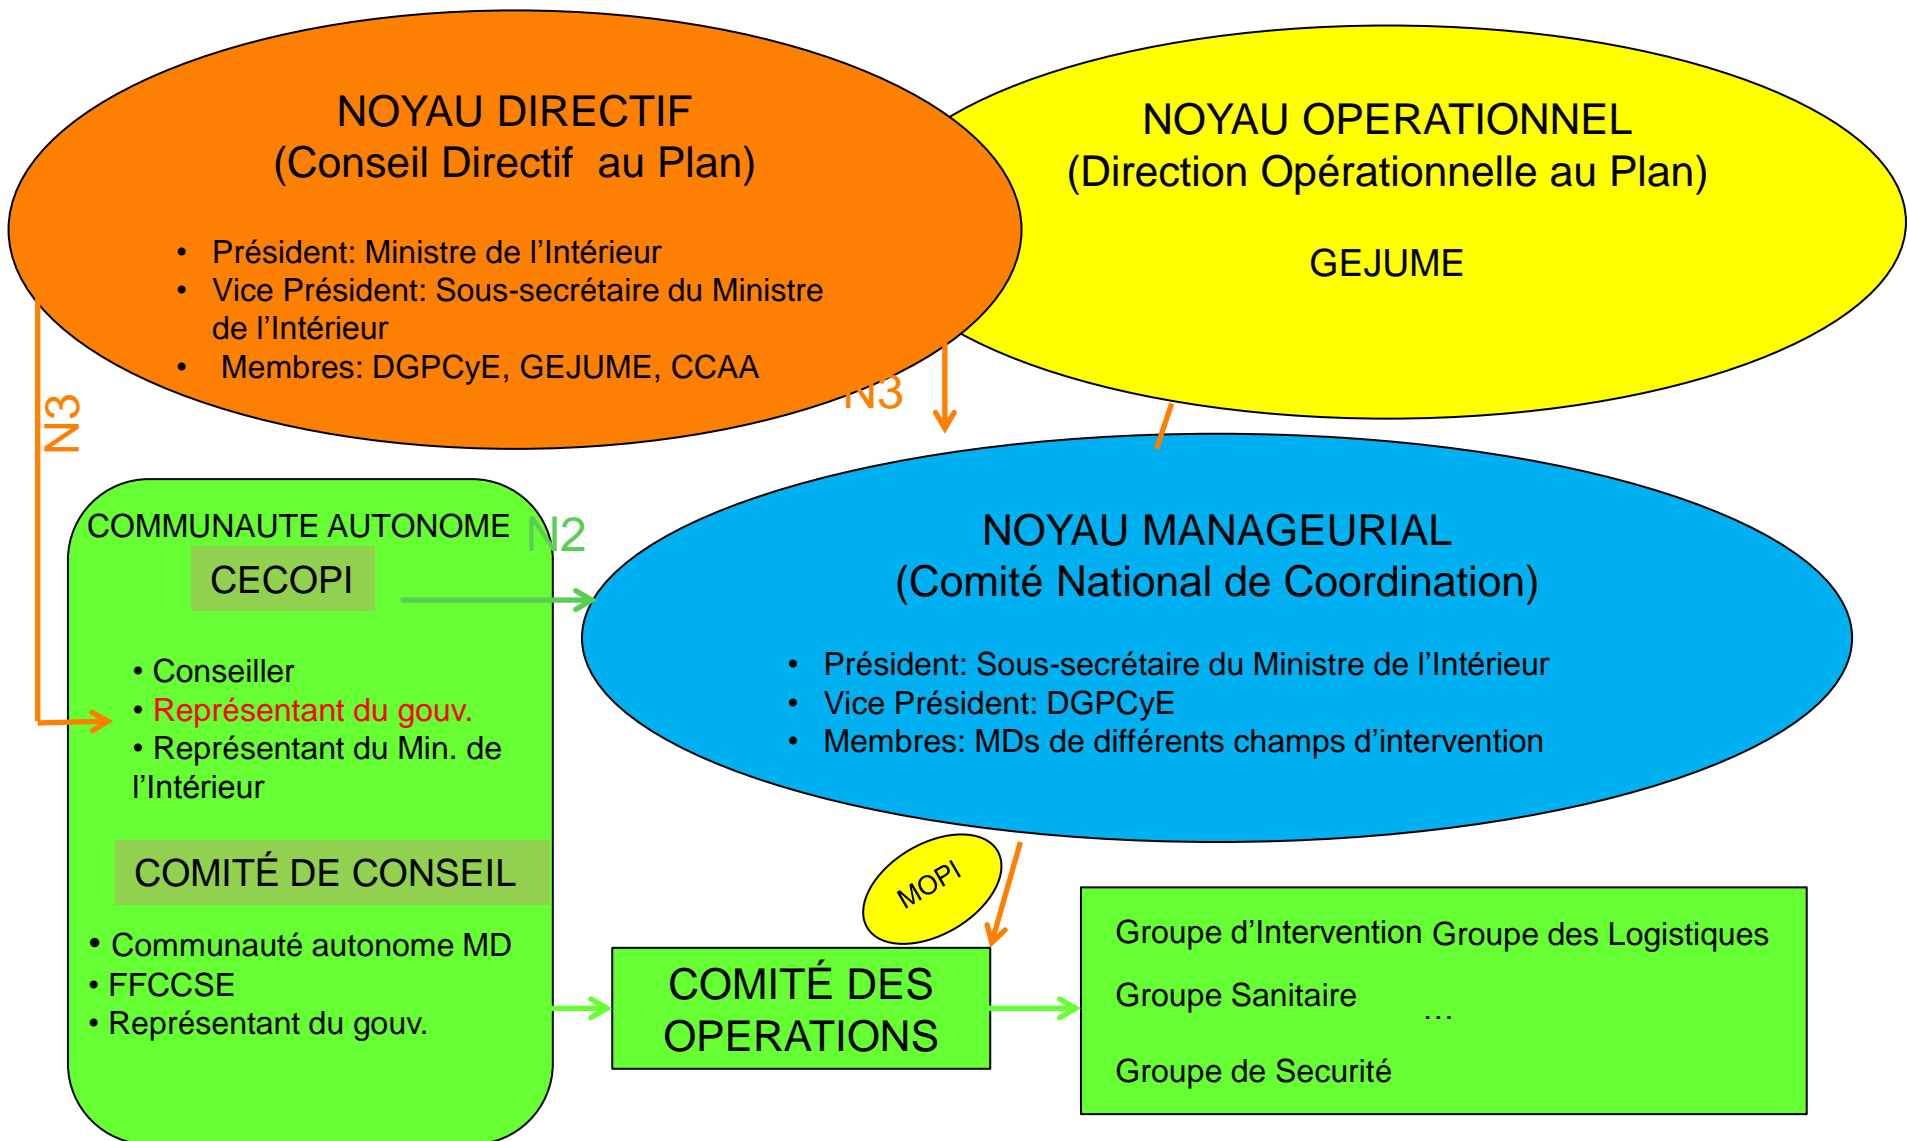 NOYAU DIRECTIF
(Conseil Directif au Plan)
• Président: Ministre de l’Intérieur
• Vice Président: Sous-secrétaire du Ministre
de l’Intérieur
• Membres: DGPCyE, GEJUME, CCAA
NOYAU OPERATIONNEL
(Direction Opérationnelle au Plan)
GEJUME
N3
N3
COMMUNAUTE AUTONOME
CECOPI
N2
• Conseiller
• Représentant du gouv.
• Représentant du Min. de
l’Intérieur
COMITÉ DE CONSEIL
• Communauté autonome MD
• FFCCSE
• Représentant du gouv.
NOYAU MANAGEURIAL
(Comité National de Coordination)
• Président: Sous-secrétaire du Ministre de l’Intérieur
• Vice Président: DGPCyE
• Membres: MDs de différents champs d’intervention
MOPI
COMITÉ DES
OPERATIONS
Groupe d’Intervention Groupe des Logistiques
Groupe Sanitaire ...
Groupe de Securité